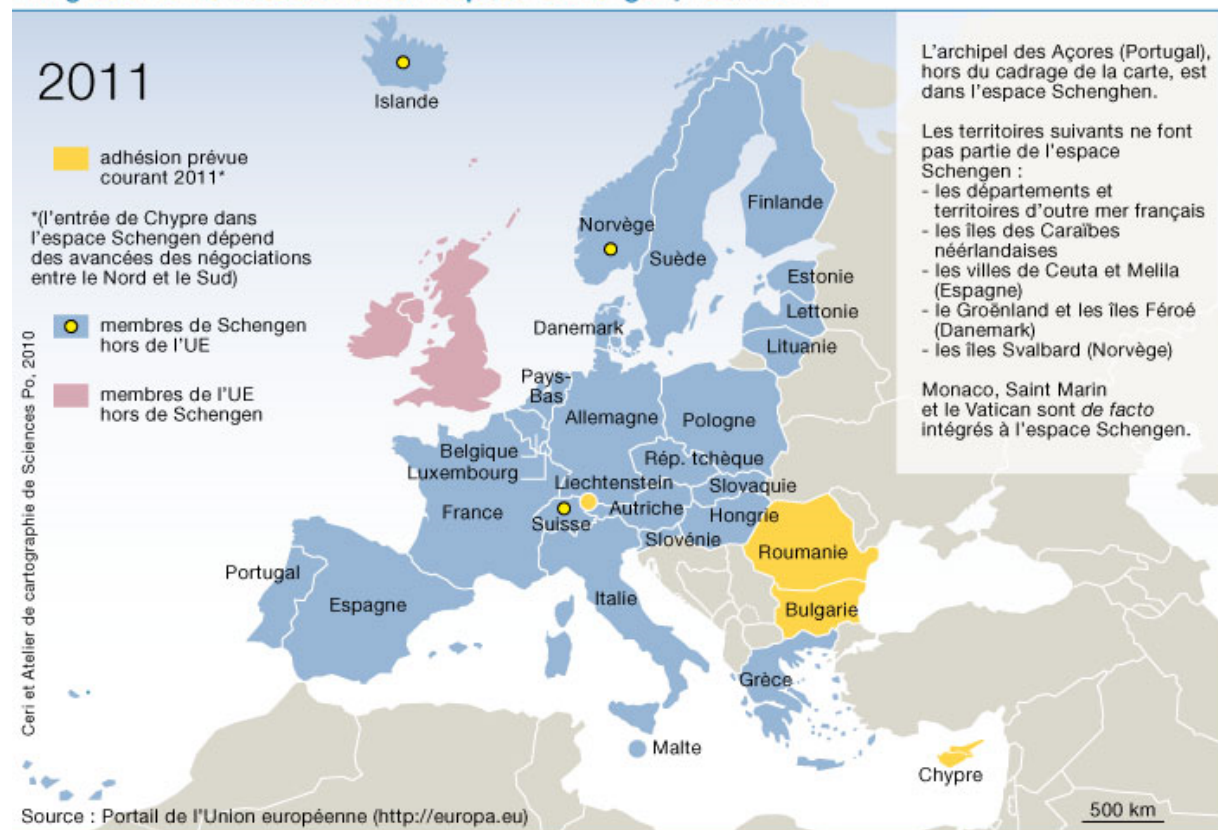 2011
adhésion prévue
courant 2011*
*(l'entrée de Chypre dans
l'espace Schengen dépend
des avancées des négociations
entre le Nord et le Sud)
membres de Schengen
hors de l'UE
membres de l'UE
hors de Schengen
Ceri et Atelier de cartographie de Sciences Po, 2010
Islande
Norvège
Finlande
Suède
Estonie
Lettonie
Danemark
Lituanie
Pays-
Bas
Allemagne
Pologne
Belgique
Luxembourg
Rép. tchèque
Liechtenstein
Slovaquie
France
Suisse
Autriche
Hongrie
Slovénie
Roumanie
Portugal
Espagne
Italie
Bulgarie
Grèce
Malte
Chypre
L'archipel des Açores (Portugal),
hors du cadrage de la carte, est
dans l'espace Schenghen.
Les territoires suivants ne font
pas partie de l'espace
Schengen :
- les départements et
territoires d'outre mer français
- les îles des Caraïbes
néérlandaises
- les villes de Ceuta et Melila
(Espagne)
- le Groënland et les îles Féroé
(Danemark)
- les îles Svalbard (Norvège)
Monaco, Saint Marin
et le Vatican sont de facto
intégrés à l'espace Schengen.
500 km
Source : Portail de l'Union européenne (http://europa.eu)